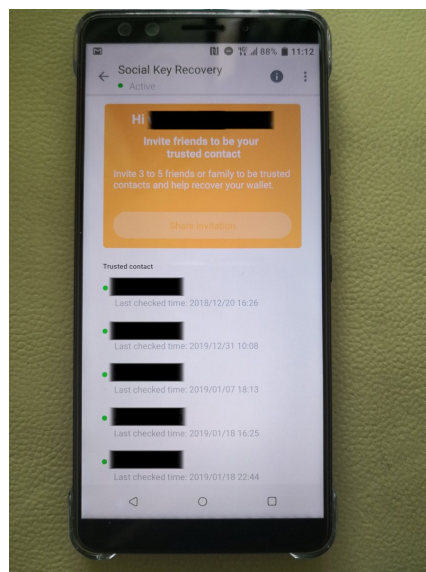 88% 11:12
Social Key Recovery
Active
Hi
Invite friends to be your
trusted contact
Invite 3 to 5 friends or family to be trusted
contacts and help recover your wallet.
Share invitation
Trusted contact
Last checked time: 2018/12/20 16:26
Last checked time: 2019/12/31 10:08
Last checked time: 2019/01/07 18:13
Last checked time: 2019/01/18 16:25
Last checked time: 2019/01/18 22:44